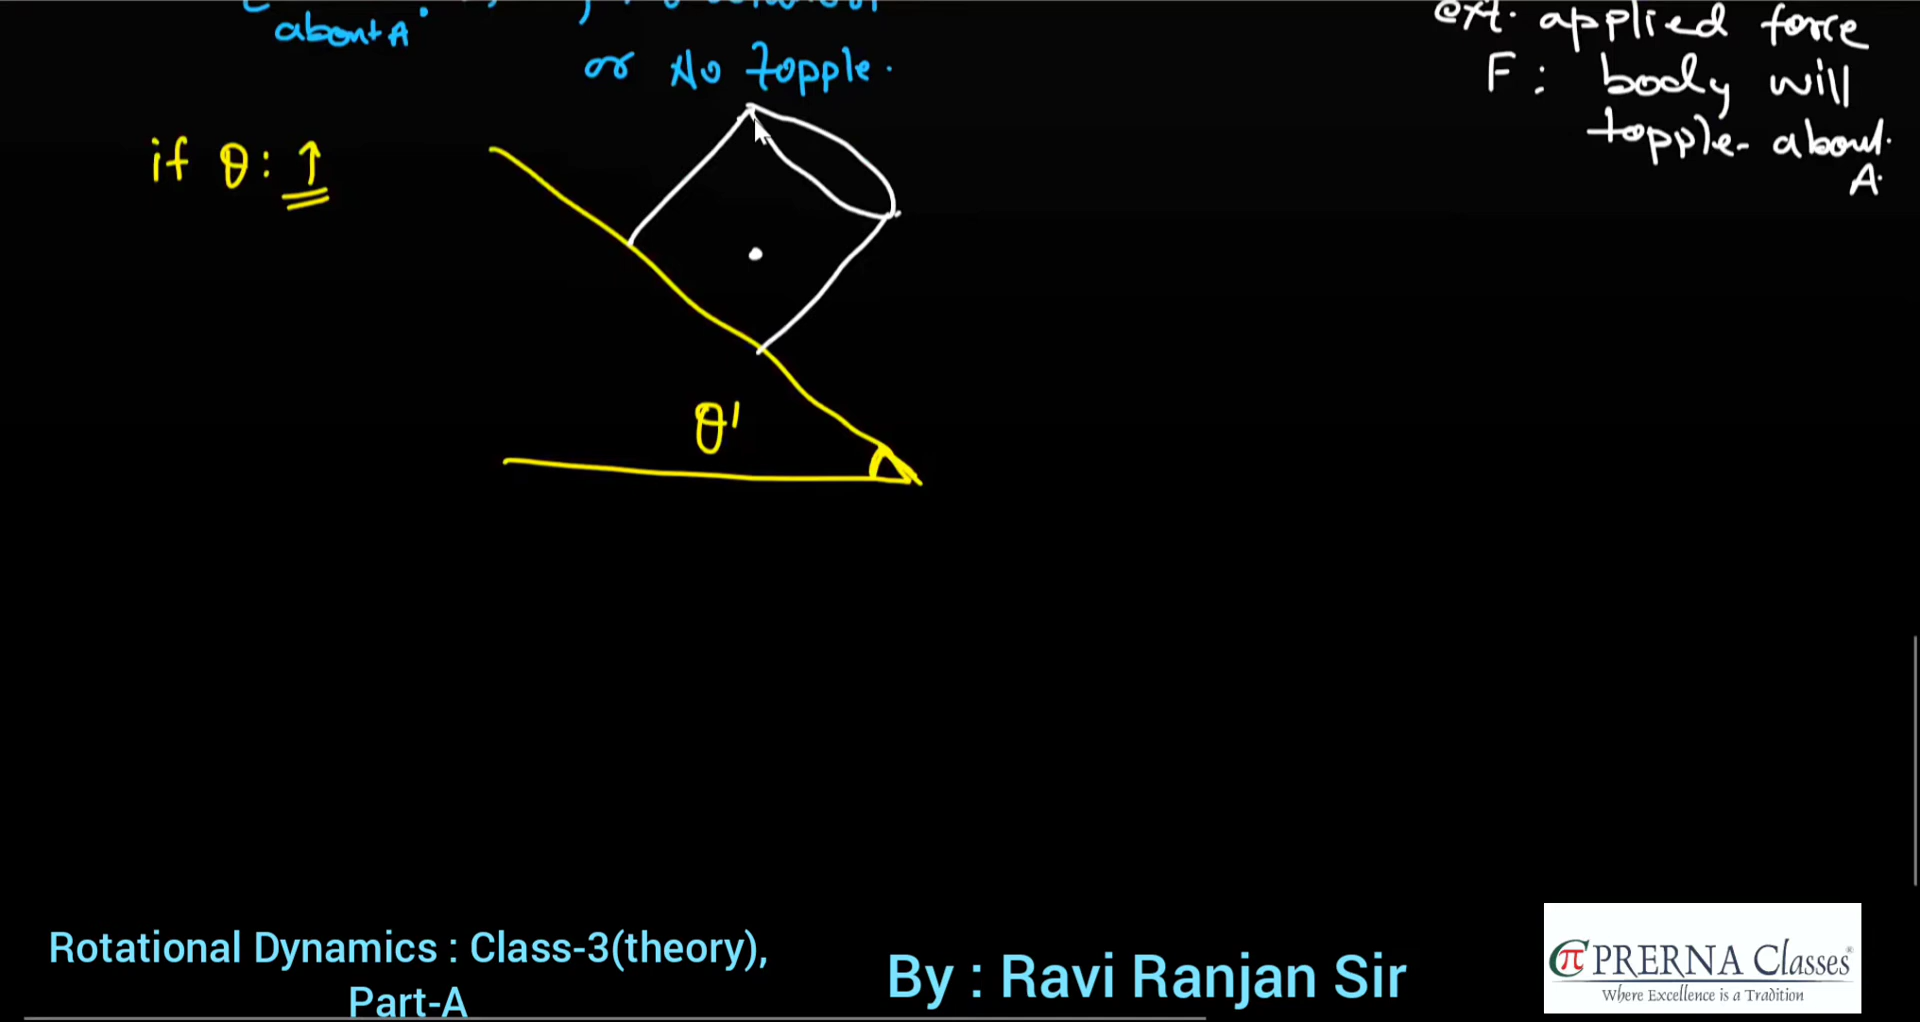 about A.
or No topple.
ext. applied force
F : body will
topple- about.
A.
if θ : ↑
θ'
Rotational Dynamics : Class-3(theory),
Part-A
By : Ravi Ranjan Sir
π PRERNA Classes®
Where Excellence is a Tradition